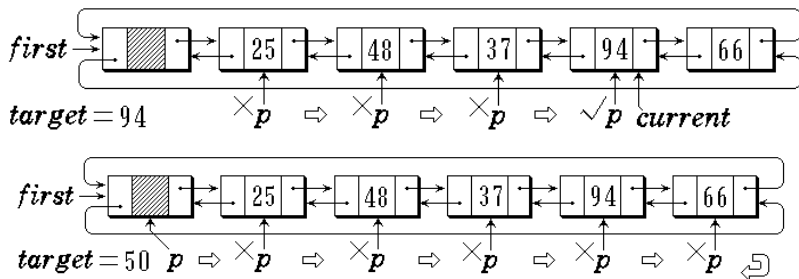 first 25 48 37 94 66
target=94 ×p ⇨ ×p ⇨ ×p ⇨ √p current
first 25 48 37 94 66
target=50 p ⇨ ×p ⇨ ×p ⇨ ×p ⇨ ×p ⇨ ×p